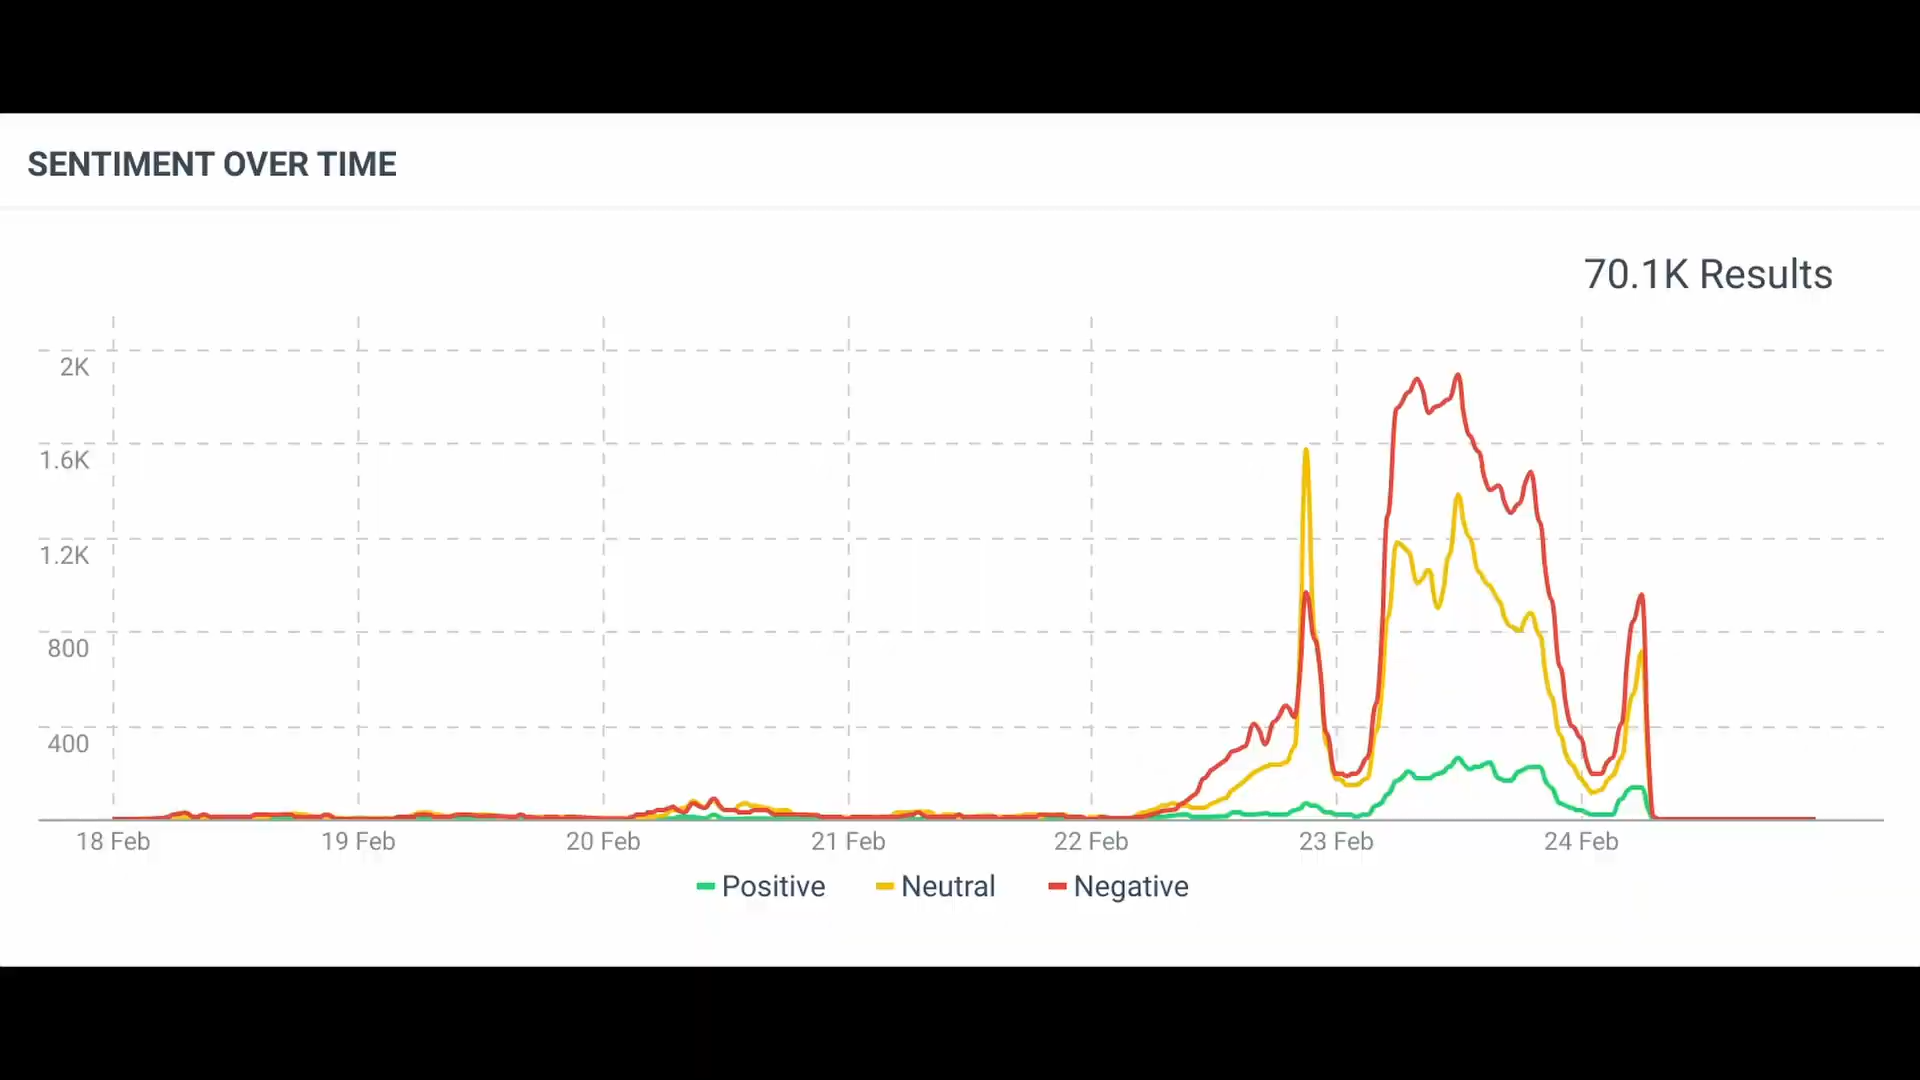 SENTIMENT OVER TIME
70.1K Results
2K
1.6K
1.2K
800
400
18 Feb 19 Feb 20 Feb 21 Feb 22 Feb 23 Feb 24 Feb
Positive Neutral Negative